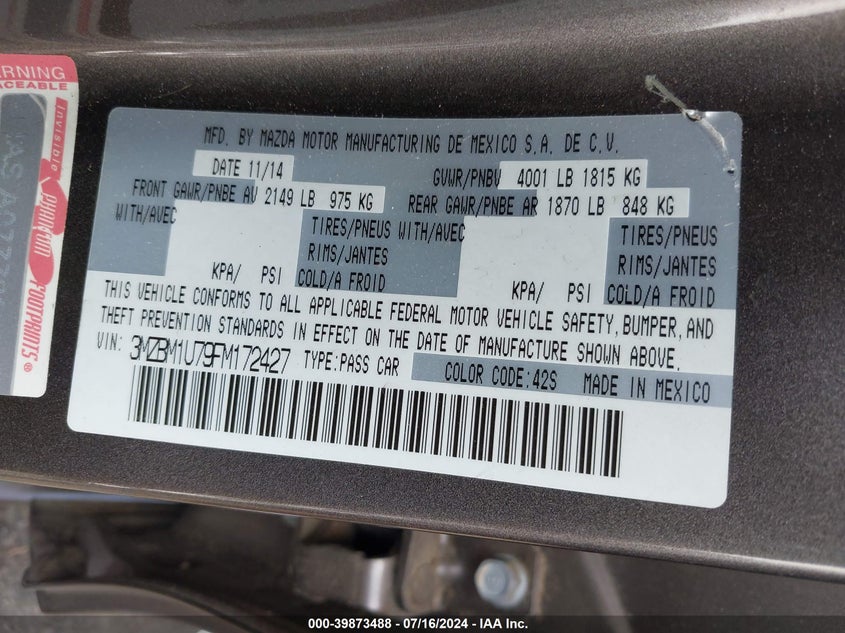 WARNING
TRACEABLE
Invisible
PHANTOM
FOOTPRINTS®
MFD. BY MAZDA MOTOR MANUFACTURING DE MEXICO S.A. DE C.V.
DATE 11/14 GVWR/PNBV 4001 LB 1815 KG
FRONT GAWR/PNBE AV 2149 LB 975 KG REAR GAWR/PNBE AR 1870 LB 848 KG
WITH/AVEC TIRES/PNEUS WITH/AVEC TIRES/PNEUS
RIMS/JANTES RIMS/JANTES
KPA/ PSI COLD/A FROID KPA/ PSI COLD/A FROID
THIS VEHICLE CONFORMS TO ALL APPLICABLE FEDERAL MOTOR VEHICLE SAFETY, BUMPER, AND
THEFT PREVENTION STANDARDS IN EFFECT ON THE DATE OF MANUFACTURE SHOWN ABOVE.
VIN: 3MZBM1U79FM172427 TYPE:PASS CAR COLOR CODE:42S MADE IN MEXICO
000-39873488 - 07/16/2024 - IAA Inc.